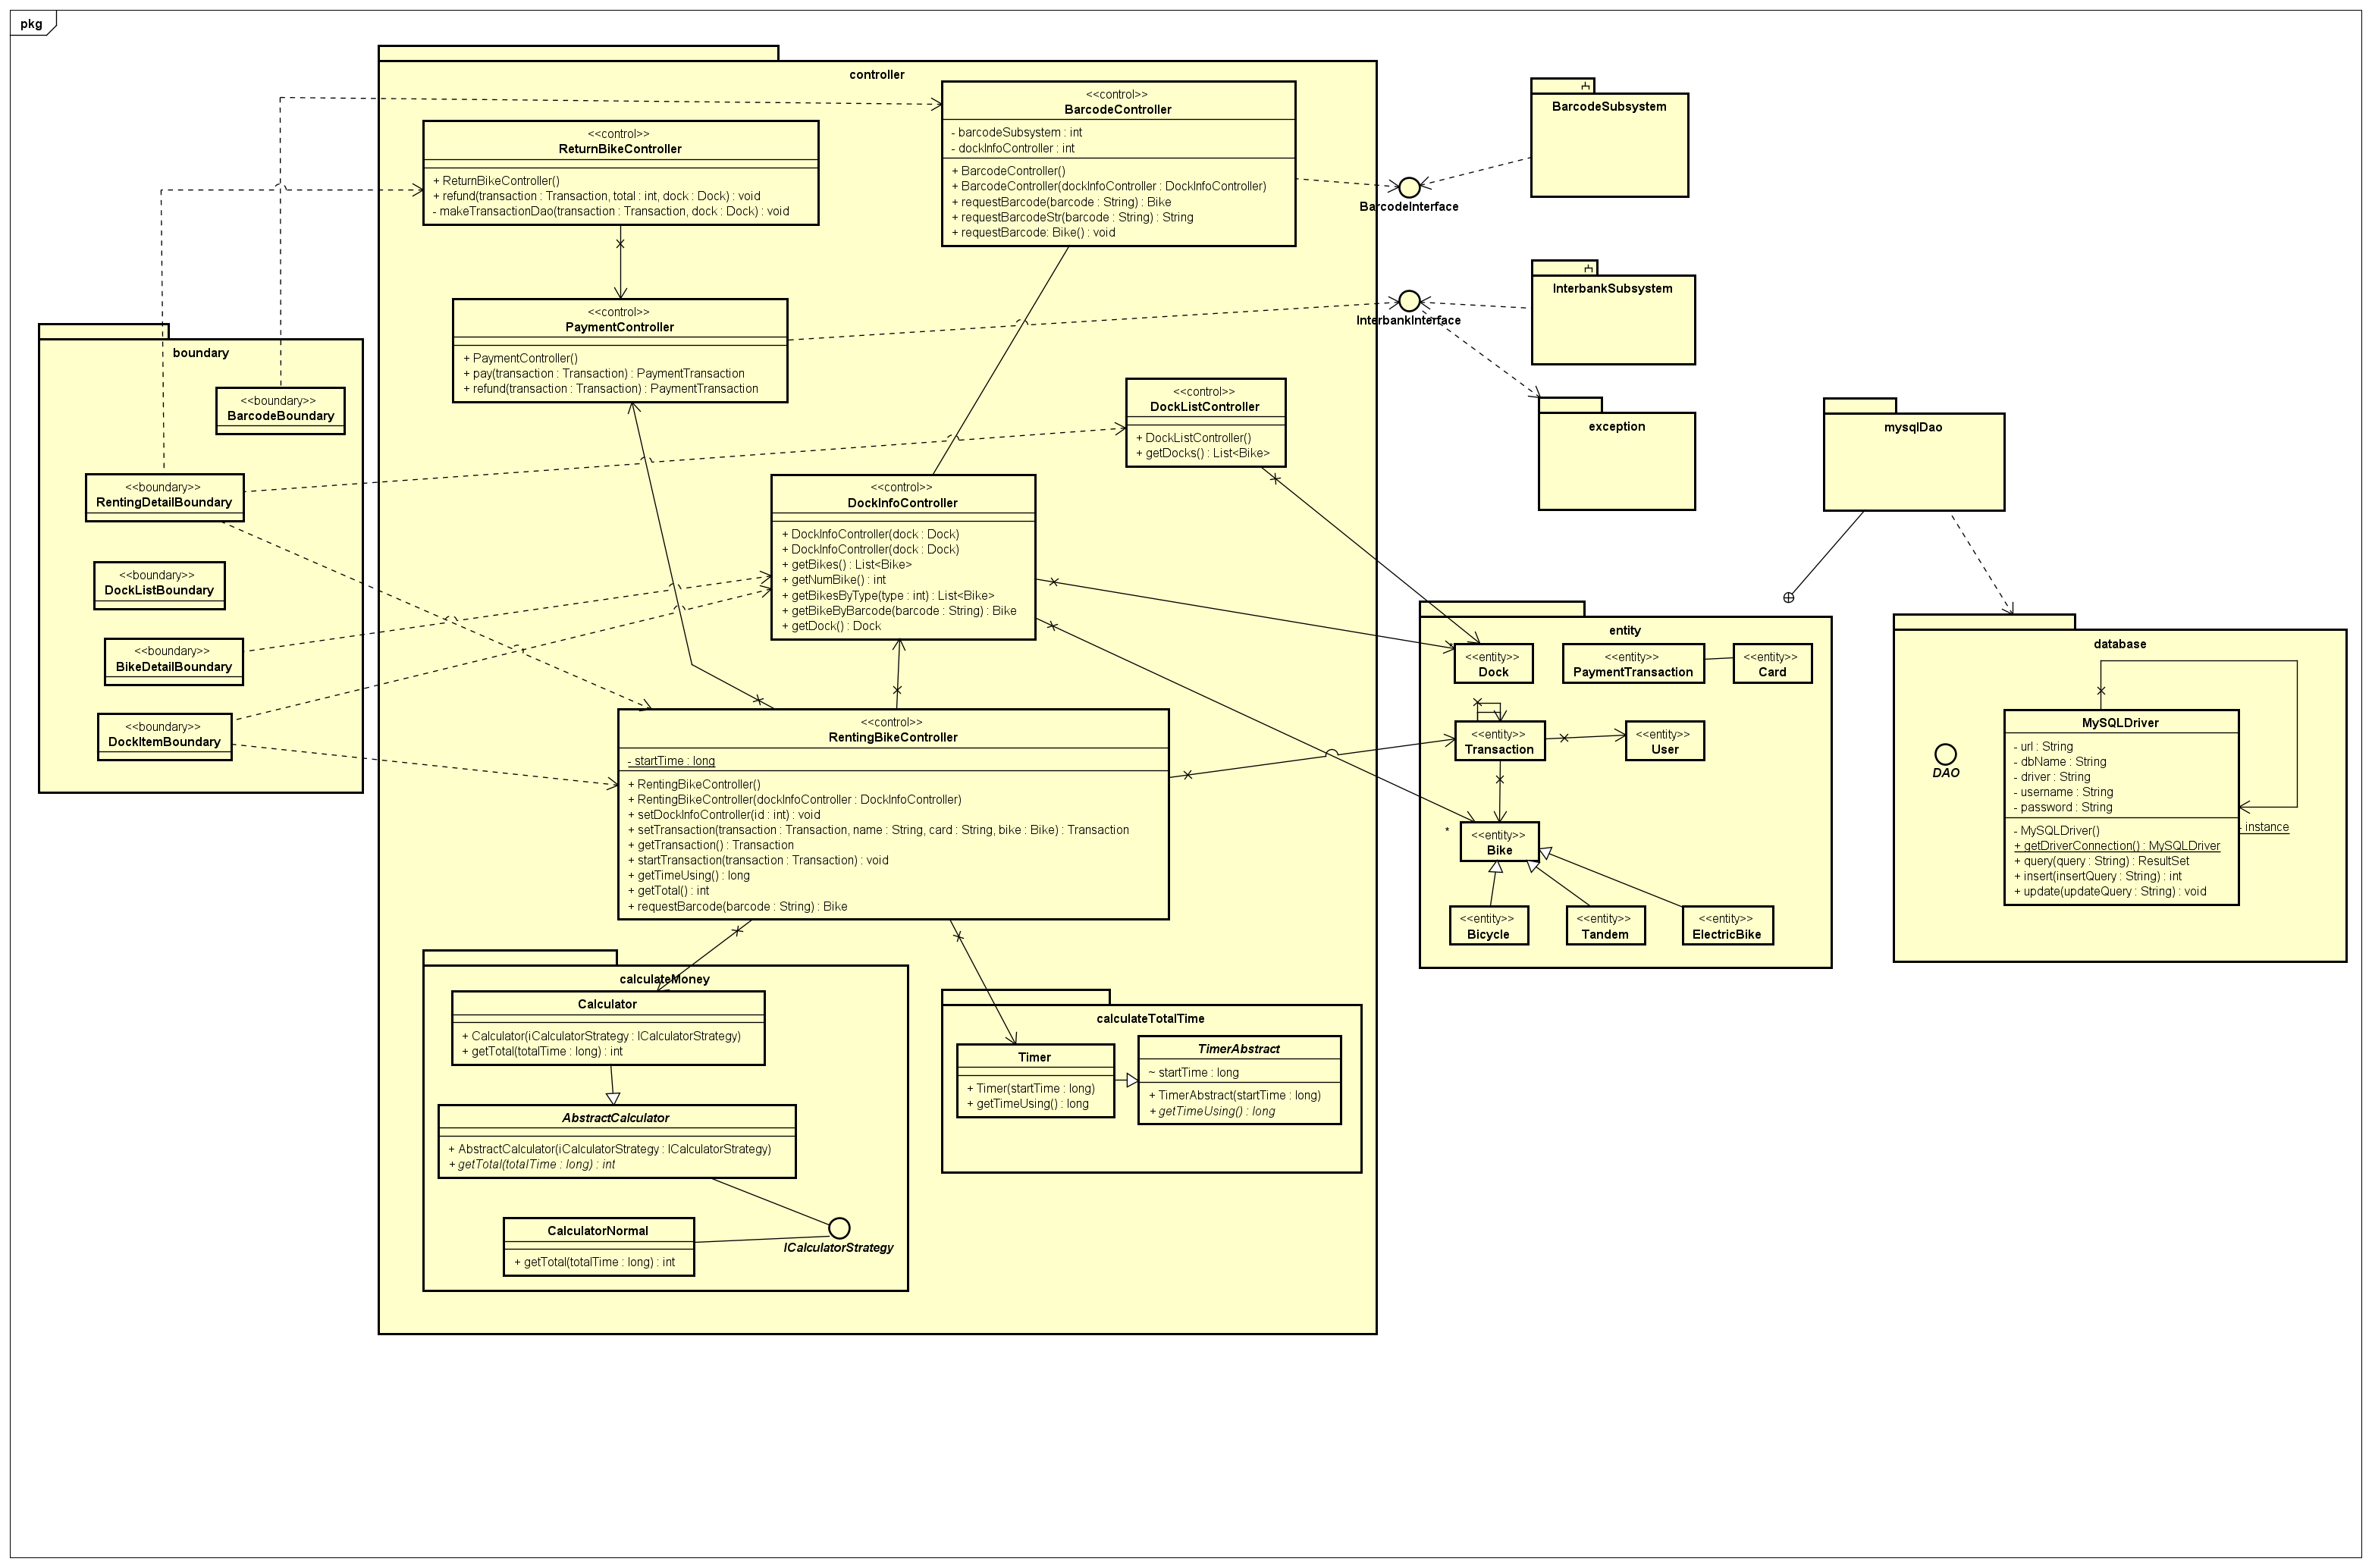 pkg
controller
<<control>>
BarcodeController
- barcodeSubsystem : int
- dockInfoController : int
+ BarcodeController()
+ BarcodeController(dockInfoController : DockInfoController)
+ requestBarcode(barcode : String) : Bike
+ requestBarcodeStr(barcode : String) : String
+ requestBarcode: Bike() : void
<<control>>
ReturnBikeController
+ ReturnBikeController()
+ refund(transaction : Transaction, total : int, dock : Dock) : void
- makeTransactionDao(transaction : Transaction, dock : Dock) : void
BarcodeSubsystem
BarcodeInterface
InterbankSubsystem
InterbankInterface
<<control>>
PaymentController
+ PaymentController()
+ pay(transaction : Transaction) : PaymentTransaction
+ refund(transaction : Transaction) : PaymentTransaction
boundary
<<boundary>>
BarcodeBoundary
<<boundary>>
RentingDetailBoundary
<<boundary>>
DockListBoundary
<<boundary>>
BikeDetailBoundary
<<boundary>>
DockItemBoundary
<<control>>
DockListController
+ DockListController()
+ getDocks() : List<Bike>
exception
mysqlDao
<<control>>
DockInfoController
+ DockInfoController(dock : Dock)
+ DockInfoController(dock : Dock)
+ getBikes() : List<Bike>
+ getNumBike() : int
+ getBikesByType(type : int) : List<Bike>
+ getBikeByBarcode(barcode : String) : Bike
+ getDock() : Dock
entity
<<entity>>
Dock
<<entity>>
PaymentTransaction
<<entity>>
Card
<<entity>>
Transaction
<<entity>>
User
*
<<entity>>
Bike
<<entity>>
Bicycle
<<entity>>
Tandem
<<entity>>
ElectricBike
database
DAO
MySQLDriver
- url : String
- dbName : String
- driver : String
- username : String
- password : String
- MySQLDriver()
+ getDriverConnection() : MySQLDriver
+ query(query : String) : ResultSet
+ insert(insertQuery : String) : int
+ update(updateQuery : String) : void
- instance
<<control>>
RentingBikeController
- startTime : long
+ RentingBikeController()
+ RentingBikeController(dockInfoController : DockInfoController)
+ setDockInfoController(id : int) : void
+ setTransaction(transaction : Transaction, name : String, card : String, bike : Bike) : Transaction
+ getTransaction() : Transaction
+ startTransaction(transaction : Transaction) : void
+ getTimeUsing() : long
+ getTotal() : int
+ requestBarcode(barcode : String) : Bike
calculateMoney
Calculator
+ Calculator(iCalculatorStrategy : ICalculatorStrategy)
+ getTotal(totalTime : long) : int
AbstractCalculator
+ AbstractCalculator(iCalculatorStrategy : ICalculatorStrategy)
+ getTotal(totalTime : long) : int
CalculatorNormal
+ getTotal(totalTime : long) : int
ICalculatorStrategy
calculateTotalTime
Timer
+ Timer(startTime : long)
+ getTimeUsing() : long
TimerAbstract
~ startTime : long
+ TimerAbstract(startTime : long)
+ getTimeUsing() : long